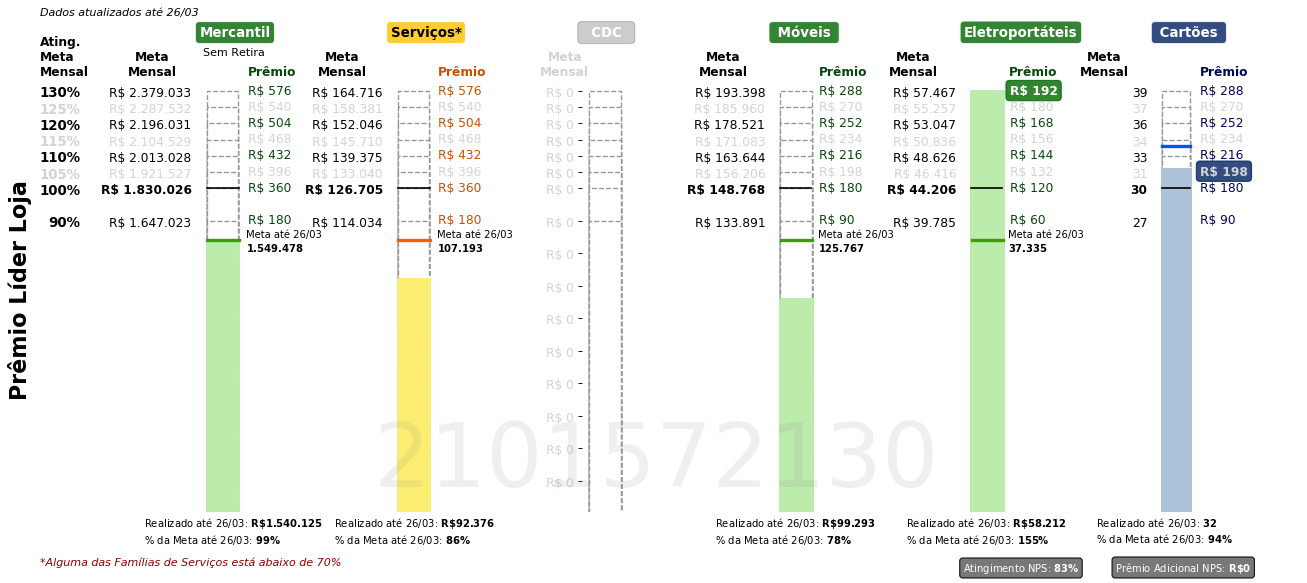 Dados atualizados até 26/03
Mercantil Serviços* CDC Móveis Eletroportáteis Cartões
Sem Retira
Ating. Meta Mensal
Meta Mensal Prêmio Meta Mensal Prêmio Meta Mensal Meta Mensal Prêmio Meta Mensal Prêmio Meta Mensal Prêmio
130% R$ 2.379.033 R$ 576 R$ 164.716 R$ 576 R$ 0 R$ 193.398 R$ 288 R$ 57.467 R$ 192 39 R$ 288
125% R$ 2.287.532 R$ 540 R$ 158.381 R$ 540 R$ 0 R$ 185.960 R$ 270 R$ 55.257 R$ 180 37 R$ 270
120% R$ 2.196.031 R$ 504 R$ 152.046 R$ 504 R$ 0 R$ 178.521 R$ 252 R$ 53.047 R$ 168 36 R$ 252
115% R$ 2.104.529 R$ 468 R$ 145.710 R$ 468 R$ 0 R$ 171.083 R$ 234 R$ 50.836 R$ 156 34 R$ 234
110% R$ 2.013.028 R$ 432 R$ 139.375 R$ 432 R$ 0 R$ 163.644 R$ 216 R$ 48.626 R$ 144 33 R$ 216
105% R$ 1.921.527 R$ 396 R$ 133.040 R$ 396 R$ 0 R$ 156.206 R$ 198 R$ 46.416 R$ 132 31 R$ 198
100% R$ 1.830.026 R$ 360 R$ 126.705 R$ 360 R$ 0 R$ 148.768 R$ 180 R$ 44.206 R$ 120 30 R$ 180
90% R$ 1.647.023 R$ 180 R$ 114.034 R$ 180 R$ 0 R$ 133.891 R$ 90 R$ 39.785 R$ 60 27 R$ 90
Meta até 26/03 Meta até 26/03 Meta até 26/03 Meta até 26/03
1.549.478 107.193 125.767 37.335
R$ 0
R$ 0
R$ 0
R$ 0
R$ 0
R$ 0
R$ 0
R$ 0
Prêmio Líder Loja
2101572130
Realizado até 26/03: R$1.540.125 Realizado até 26/03: R$92.376 Realizado até 26/03: R$99.293 Realizado até 26/03: R$58.212 Realizado até 26/03: 32
% da Meta até 26/03: 99% % da Meta até 26/03: 86% % da Meta até 26/03: 78% % da Meta até 26/03: 155% % da Meta até 26/03: 94%
*Alguma das Famílias de Serviços está abaixo de 70%
Atingimento NPS: 83% Prêmio Adicional NPS: R$0